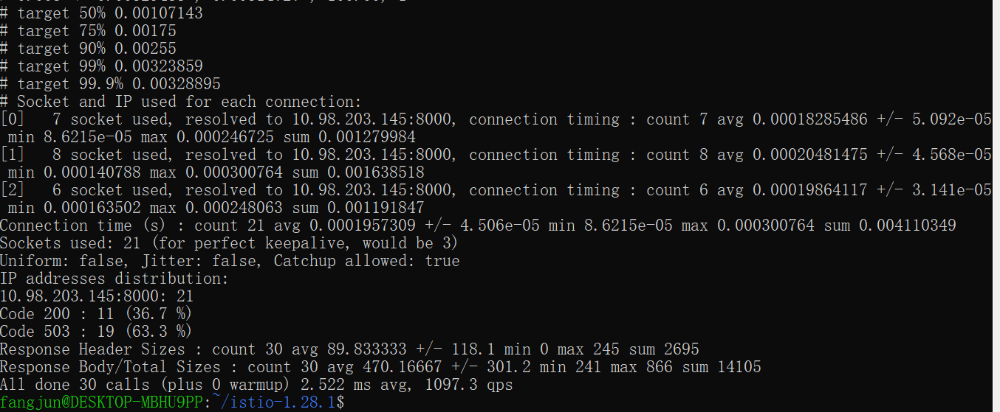 # target 50% 0.00107143
# target 75% 0.00175
# target 90% 0.00255
# target 99% 0.00323859
# target 99.9% 0.00328895
# Socket and IP used for each connection:
[0]   7 socket used, resolved to 10.98.203.145:8000, connection timing : count 7 avg 0.00018285486 +/- 5.092e-05
 min 8.6215e-05 max 0.000246725 sum 0.001279984
[1]   8 socket used, resolved to 10.98.203.145:8000, connection timing : count 8 avg 0.00020481475 +/- 4.568e-05
 min 0.000140788 max 0.000300764 sum 0.001638518
[2]   6 socket used, resolved to 10.98.203.145:8000, connection timing : count 6 avg 0.00019864117 +/- 3.141e-05
 min 0.000163502 max 0.000248063 sum 0.001191847
Connection time (s) : count 21 avg 0.0001957309 +/- 4.506e-05 min 8.6215e-05 max 0.000300764 sum 0.004110349
Sockets used: 21 (for perfect keepalive, would be 3)
Uniform: false, Jitter: false, Catchup allowed: true
IP addresses distribution:
10.98.203.145:8000: 21
Code 200 : 11 (36.7 %)
Code 503 : 19 (63.3 %)
Response Header Sizes : count 30 avg 89.833333 +/- 118.1 min 0 max 245 sum 2695
Response Body/Total Sizes : count 30 avg 470.16667 +/- 301.2 min 241 max 866 sum 14105
All done 30 calls (plus 0 warmup) 2.522 ms avg, 1097.3 qps
fangjun@DESKTOP-MBHU9PP:~/istio-1.28.1$